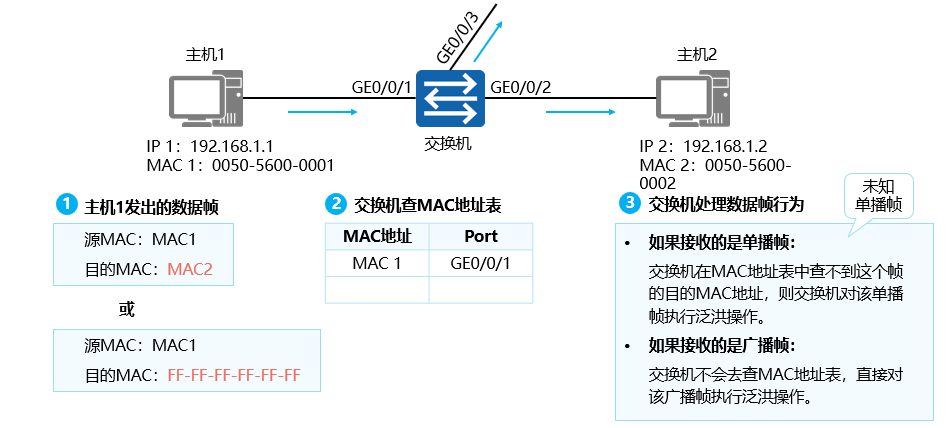 GE0/0/3
主机1
主机2
GE0/0/1
GE0/0/2
交换机
IP 1：192.168.1.1
MAC 1：0050-5600-0001
IP 2：192.168.1.2
MAC 2：0050-5600-
0002
未知
单播帧
1 主机1发出的数据帧
源MAC：MAC1
目的MAC：MAC2
或
源MAC：MAC1
目的MAC：FF-FF-FF-FF-FF-FF
2 交换机查MAC地址表
MAC地址 Port
MAC 1 GE0/0/1
3 交换机处理数据帧行为
• 如果接收的是单播帧：
交换机在MAC地址表中查不到这个帧
的目的MAC地址，则交换机对该单播
帧执行泛洪操作。
• 如果接收的是广播帧：
交换机不会去查MAC地址表，直接对
该广播帧执行泛洪操作。